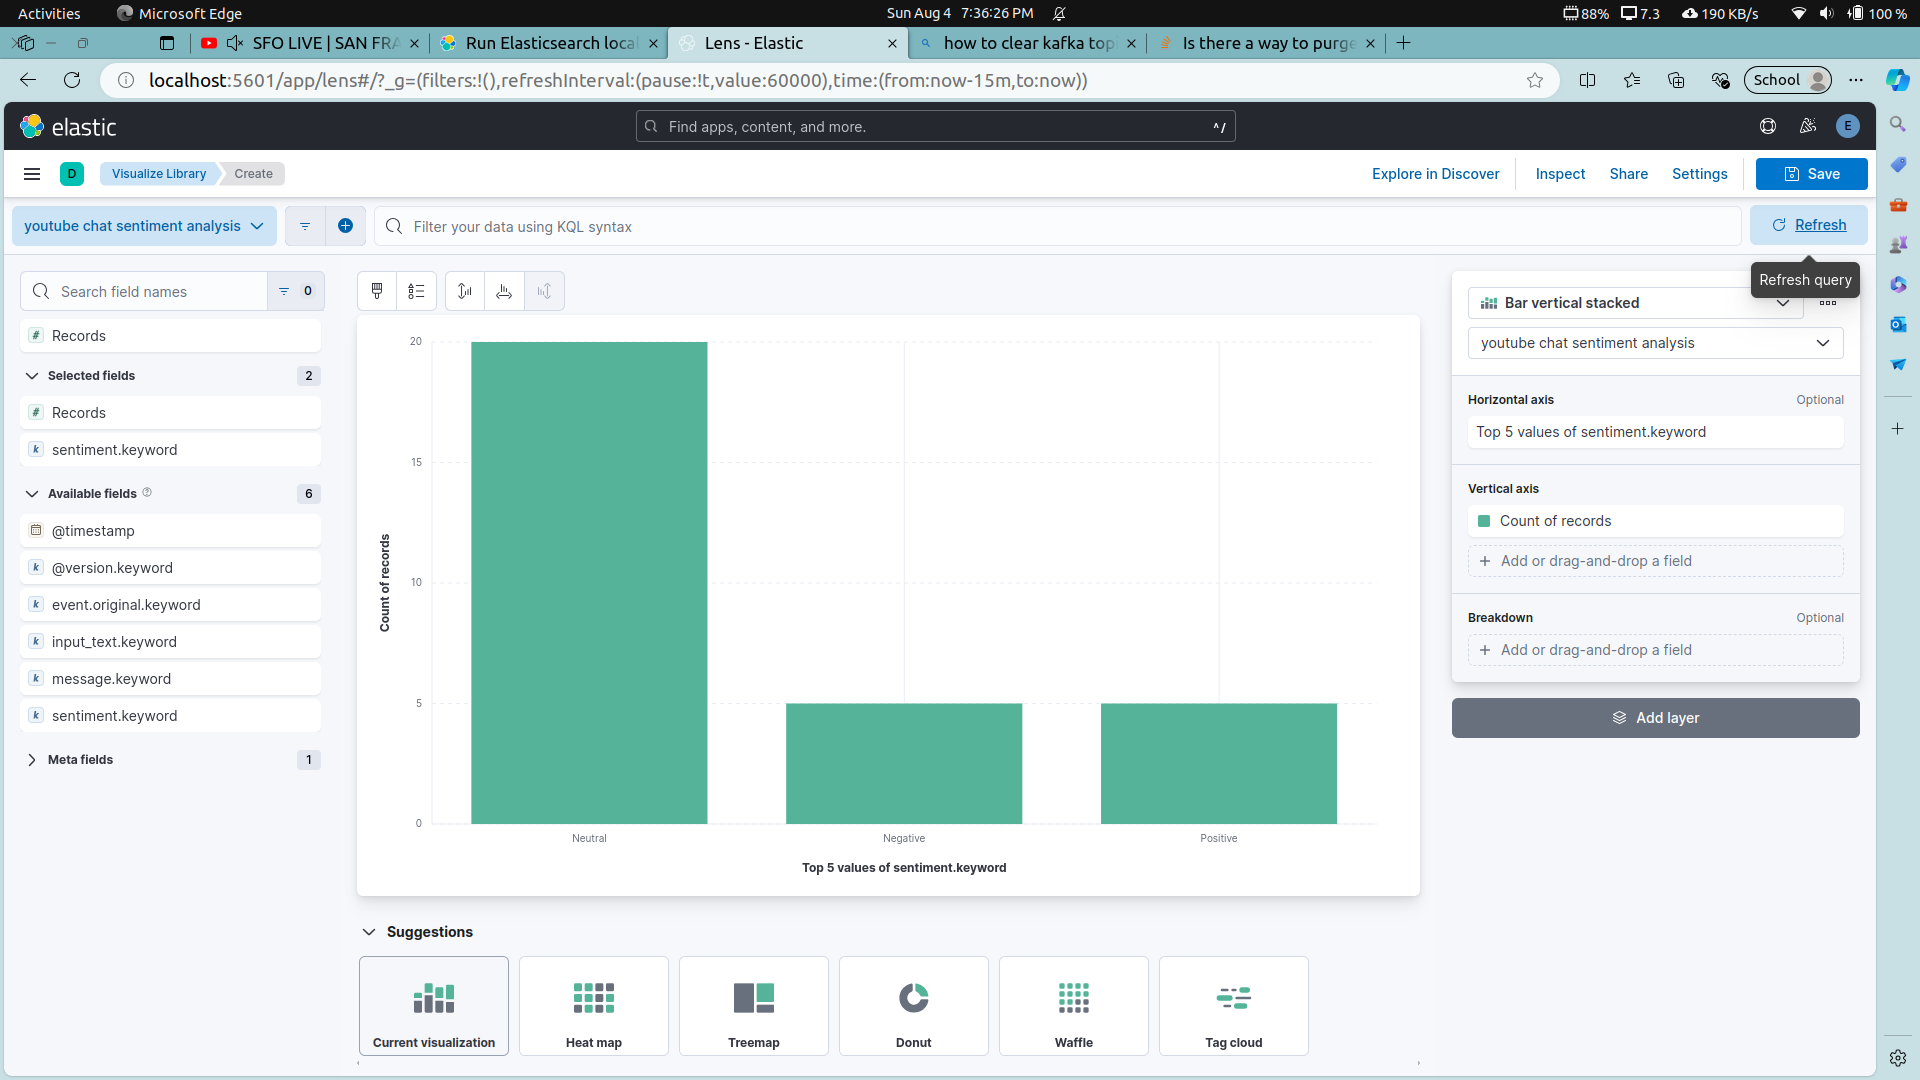 Activities
Microsoft Edge
Sun Aug 4 7:36:26 PM
88%
7.3
190 KB/s
100 %
SFO LIVE | SAN FRA
Run Elasticsearch loca
Lens - Elastic
how to clear kafka top
Is there a way to purge
localhost:5601/app/lens#/?_g=(filters:!(),refreshInterval:(pause:!t,value:60000),time:(from:now-15m,to:now))
School
elastic
Find apps, content, and more.
^/
E
D
Visualize Library
Create
Explore in Discover
Inspect
Share
Settings
Save
youtube chat sentiment analysis
Filter your data using KQL syntax
Refresh
Refresh query
Search field names
0
# Records
Selected fields
2
# Records
k sentiment.keyword
Available fields
6
@timestamp
k @version.keyword
k event.original.keyword
k input_text.keyword
k message.keyword
k sentiment.keyword
Meta fields
1
20
15
10
5
0
Count of records
Neutral
Negative
Positive
Top 5 values of sentiment.keyword
Suggestions
Current visualization
Heat map
Treemap
Donut
Waffle
Tag cloud
Bar vertical stacked
youtube chat sentiment analysis
Horizontal axis
Optional
Top 5 values of sentiment.keyword
Vertical axis
Count of records
Add or drag-and-drop a field
Breakdown
Optional
Add or drag-and-drop a field
Add layer